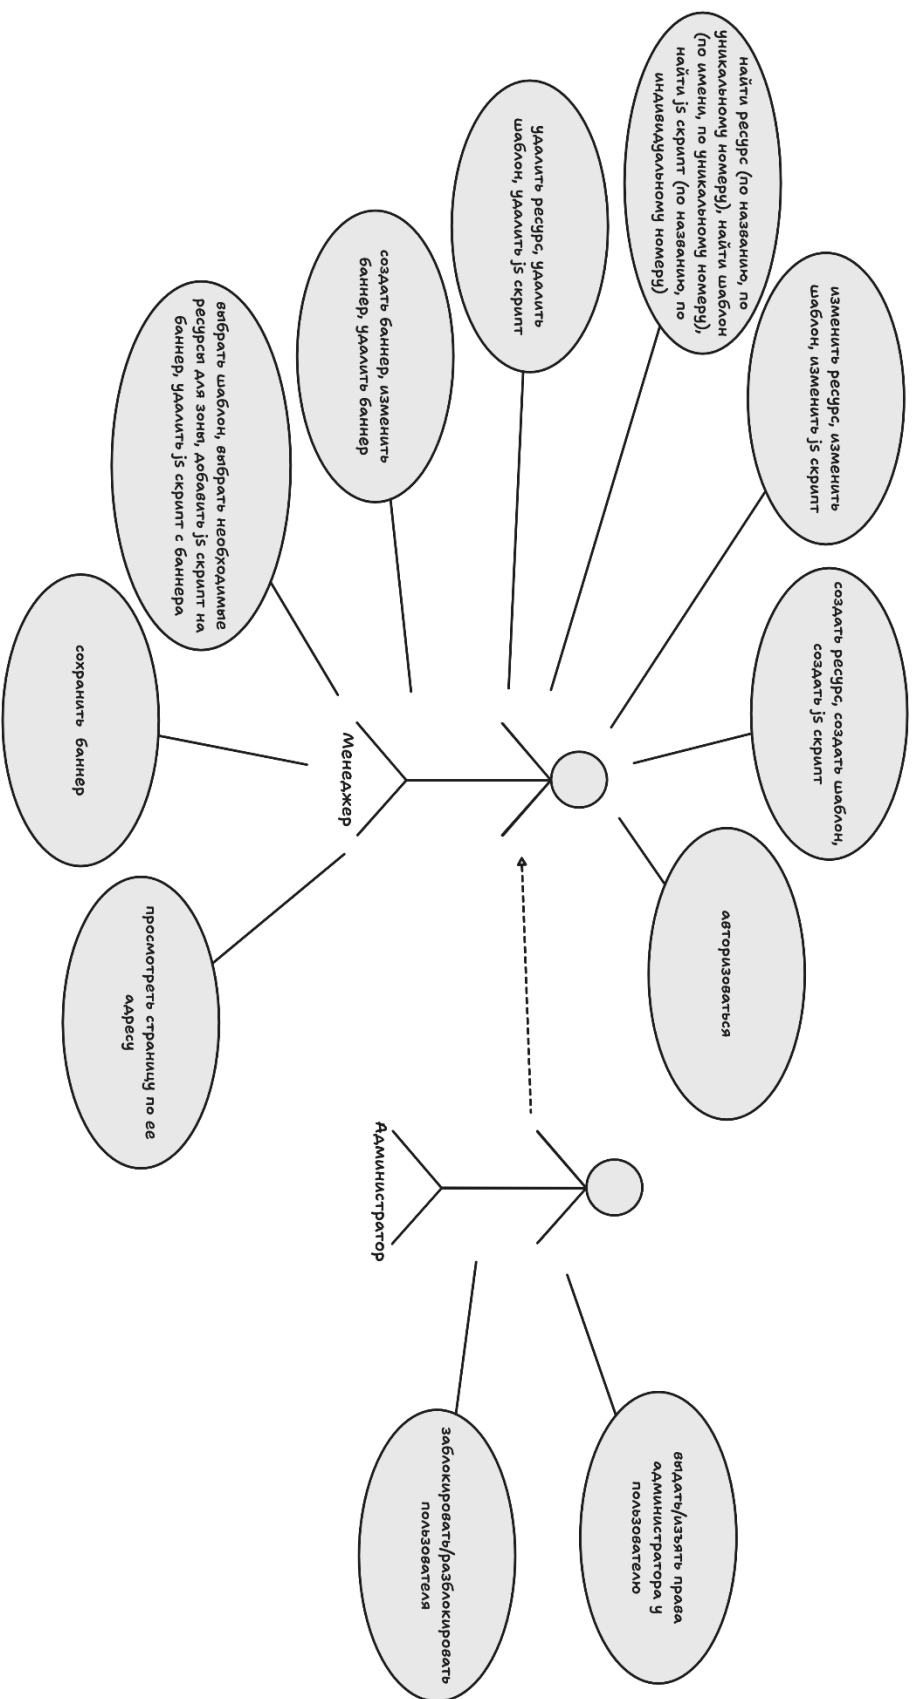 найти ресурс (по названию, по
уникальному номеру), найти шаблон
(по имени, по уникальному номеру),
найти js скрипт (по названию, по
индивидуальному номеру)
изменить ресурс, изменить
шаблон, изменить js скрипт
создать ресурс, создать шаблон,
создать js скрипт
авторизоваться
удалить ресурс, удалить
шаблон, удалить js скрипт
создать баннер, изменить
баннер, удалить баннер
выбрать шаблон, выбрать необходимые
ресурсы для зоны, добавить js скрипт на
баннер, удалить js скрипт с баннера
сохранить баннер
просмотреть страницу по ее
адресу
Менеджер
Администратор
выдать/изъять права
администратора у
пользователю
заблокировать/разблокировать
пользователя